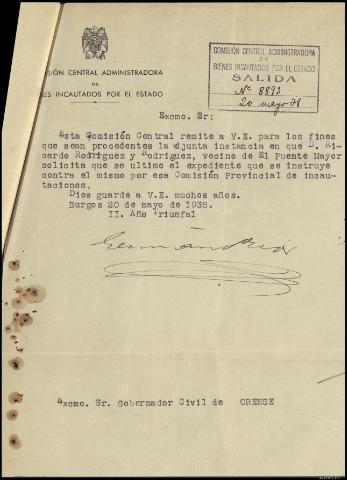 COMISIÓN CENTRAL ADMINISTRADORA
DE
BIENES INCAUTADOS POR EL ESTADO
SALIDA
Nº 8893
20 mayo 38
ISIÓN CENTRAL ADMINISTRADORA
DE
NES INCAUTADOS POR EL ESTADO
Excmo. Sr:
Esta Comisión Central remite a V.E. para los fines
que sean procedentes la adjunta instancia en que D. Ri-
cardo Rodriguez y Rodriguez, vecino de El Puente Mayor
solicita que se ultime el expediente que se instruye
contra el mismo por esa Comisión Provincial de incau-
taciones.
Dios guarde a V.E. muchos años.
Burgos 20 de mayo de 1938.
II. Año Triunfal
Excmo. Sr. Gobernador Civil de ORENSE